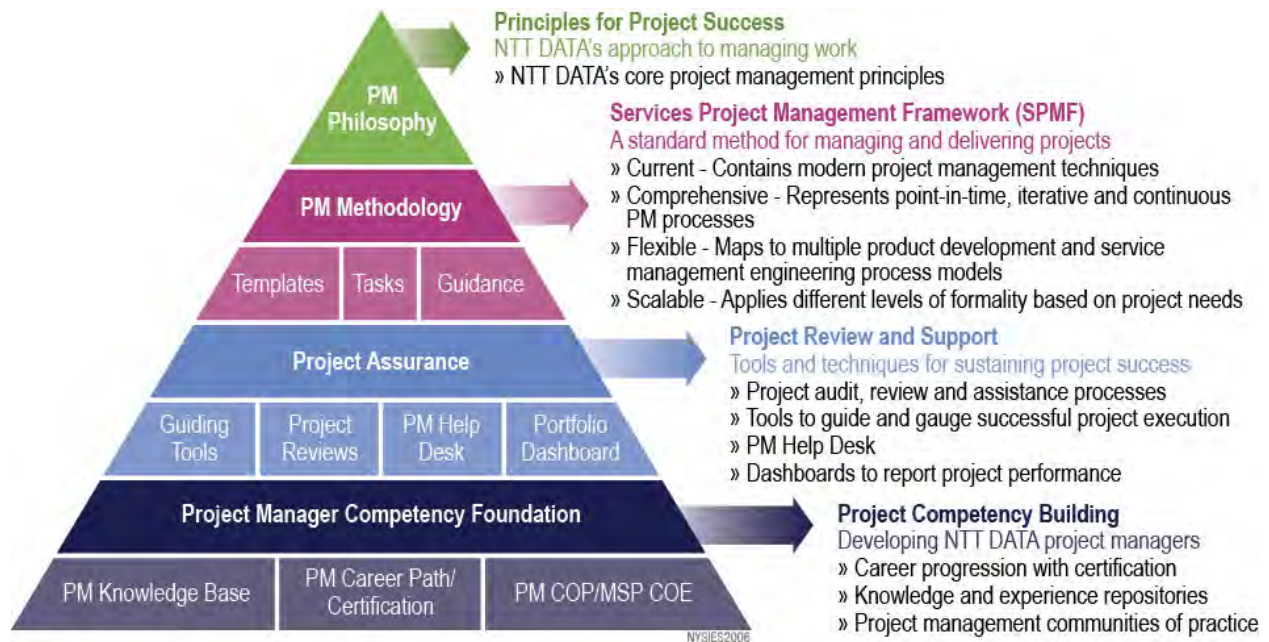 Principles for Project Success
NTT DATA's approach to managing work
» NTT DATA's core project management principles
PM
Philosophy
Services Project Management Framework (SPMF)
A standard method for managing and delivering projects
» Current - Contains modern project management techniques
» Comprehensive - Represents point-in-time, iterative and continuous
PM processes
» Flexible - Maps to multiple product development and service
management engineering process models
» Scalable - Applies different levels of formality based on project needs
PM Methodology
Templates
Tasks
Guidance
Project Review and Support
Tools and techniques for sustaining project success
» Project audit, review and assistance processes
» Tools to guide and gauge successful project execution
» PM Help Desk
» Dashboards to report project performance
Project Assurance
Guiding
Tools
Project
Reviews
PM Help
Desk
Portfolio
Dashboard
Project Manager Competency Foundation
Project Competency Building
Developing NTT DATA project managers
» Career progression with certification
» Knowledge and experience repositories
» Project management communities of practice
PM Knowledge Base
PM Career Path/
Certification
PM COP/MSP COE
NYSIES2006